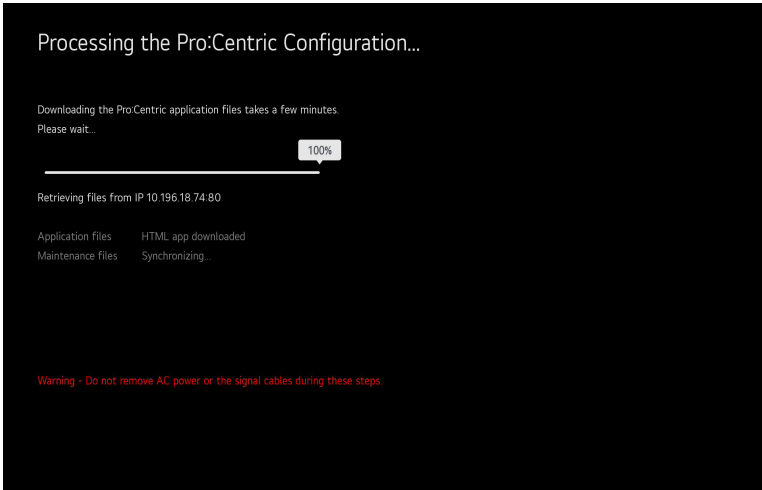 Processing the Pro:Centric Configuration...
Downloading the Pro:Centric application files takes a few minutes.
Please wait...
100%
Retrieving files from IP 10.196.18.74:80
Application files HTML app downloaded
Maintenance files Synchronizing...
Warning - Do not remove AC power or the signal cables during these steps.